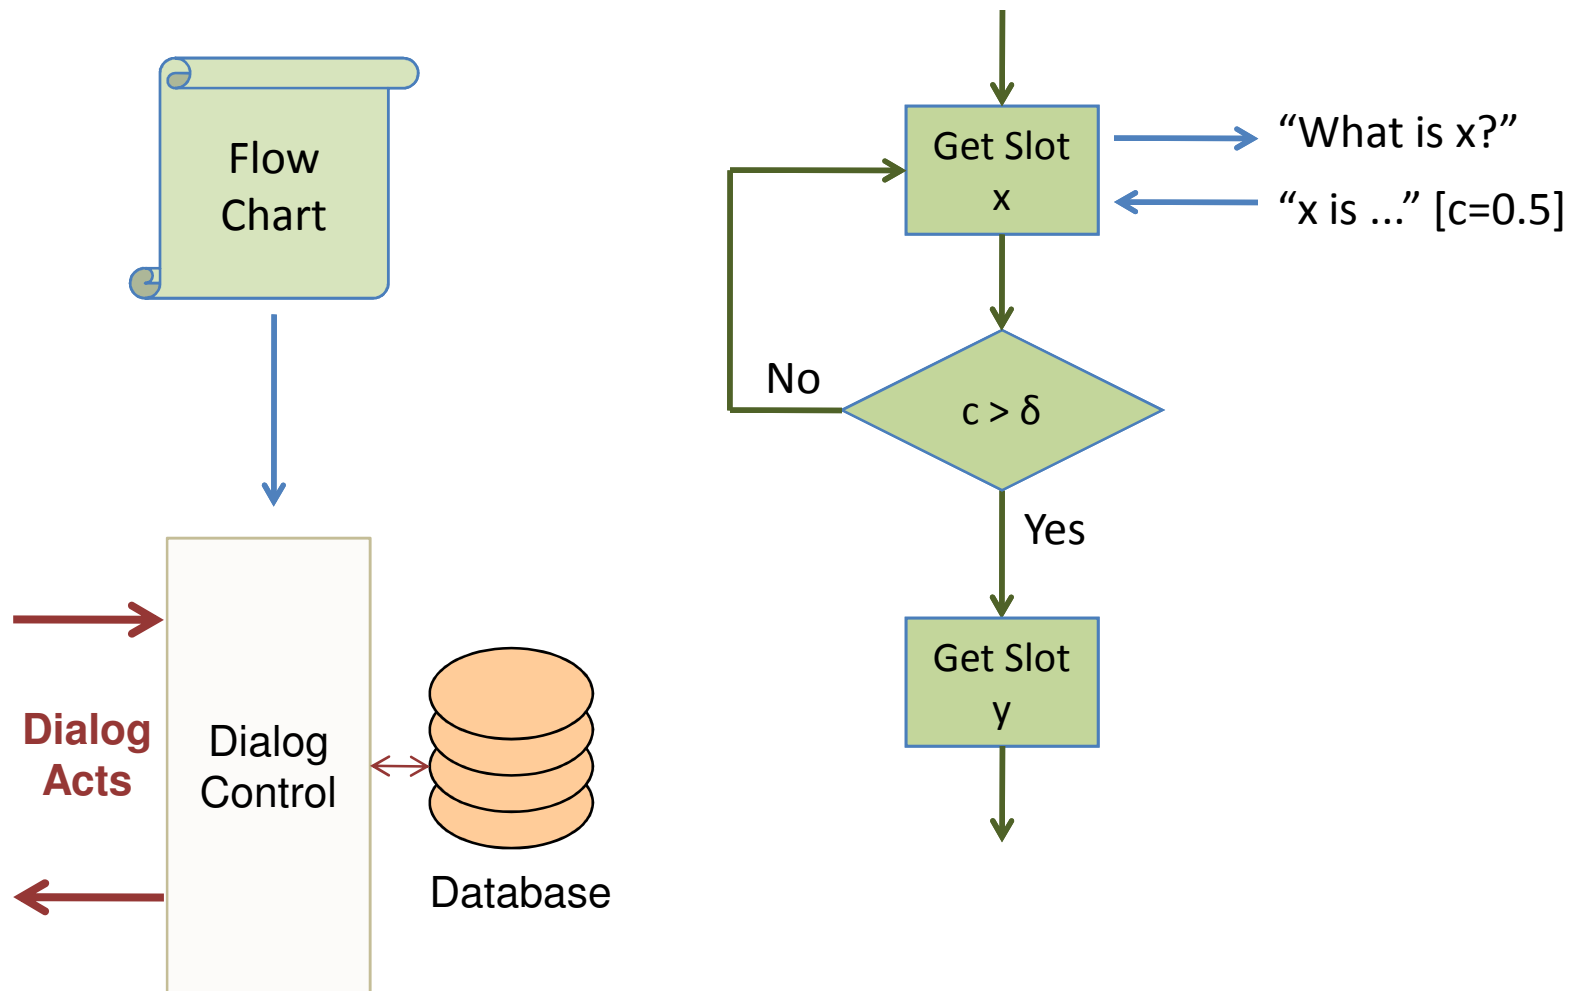 Flow
Chart
Dialog
Acts
Dialog
Control
Database
Get Slot
x
“What is x?”
“x is ...” [c=0.5]
No
c > δ
Yes
Get Slot
y